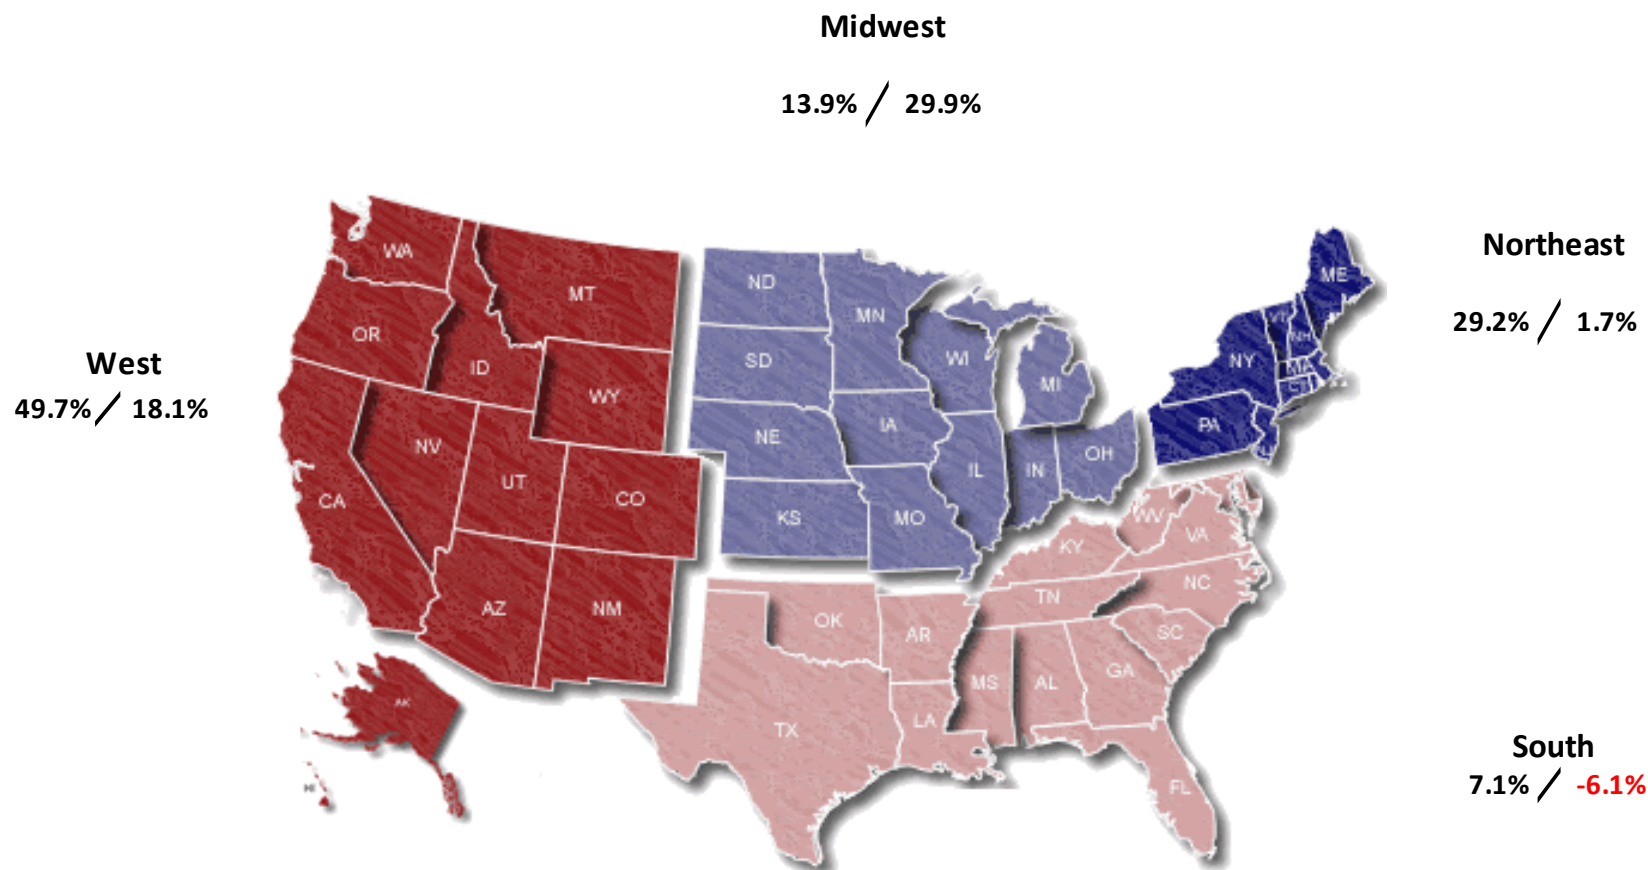 Midwest
13.9% / 29.9%
Northeast
29.2% / 1.7%
West
49.7% / 18.1%
South
7.1% / -6.1%
WA
MT
OR
ID
WY
NV
UT
CO
CA
AZ
NM
AK
HI
ND
MN
SD
WI
MI
NE
IA
IL
IN
OH
KS
MO
ME
VT
NH
NY
MA
CT
PA
WV
VA
KY
NC
TN
OK
AR
SC
MS
AL
GA
LA
TX
FL